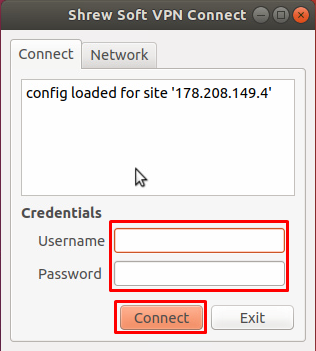 Shrew Soft VPN Connect
Connect Network
config loaded for site '178.208.149.4'
Credentials
Username
Password
Connect Exit